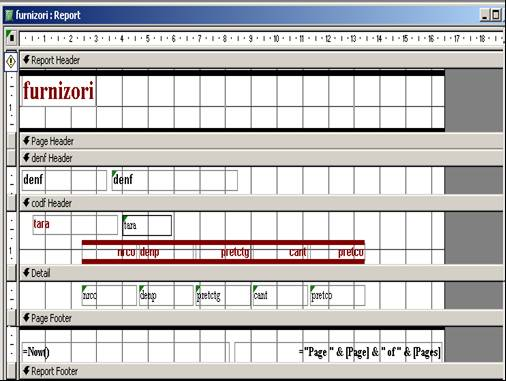 furnizori : Report
1 2 3 4 5 6 7 8 9 10 11 12 13 14 15 16 17 18
Report Header
furnizori
1
Page Header
denf Header
denf denf
codf Header
tara tara
nrco denp pretctg cant pretco
1
Detail
nrco denp pretctg cant pretco
Page Footer
=Now() ="Page " & [Page] & " of " & [Pages]
Report Footer